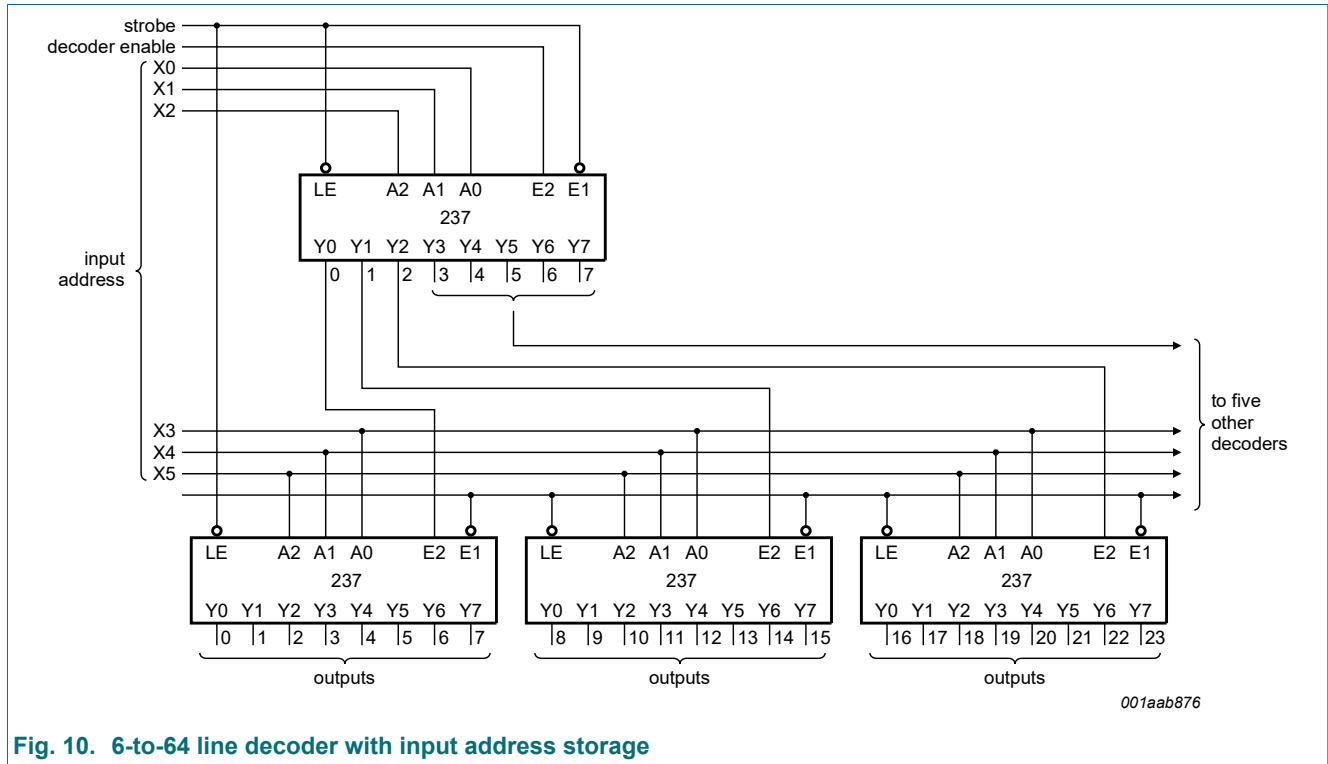 strobe
decoder enable
X0
X1
X2
LE A2 A1 A0 E2 E1
237
Y0 Y1 Y2 Y3 Y4 Y5 Y6 Y7
0 1 2 3 4 5 6 7
input
address
to five
other
decoders
X3
X4
X5
LE A2 A1 A0 E2 E1
237
Y0 Y1 Y2 Y3 Y4 Y5 Y6 Y7
0 1 2 3 4 5 6 7
outputs
LE A2 A1 A0 E2 E1
237
Y0 Y1 Y2 Y3 Y4 Y5 Y6 Y7
8 9 10 11 12 13 14 15
outputs
LE A2 A1 A0 E2 E1
237
Y0 Y1 Y2 Y3 Y4 Y5 Y6 Y7
16 17 18 19 20 21 22 23
outputs
001aab876
Fig. 10. 6-to-64 line decoder with input address storage